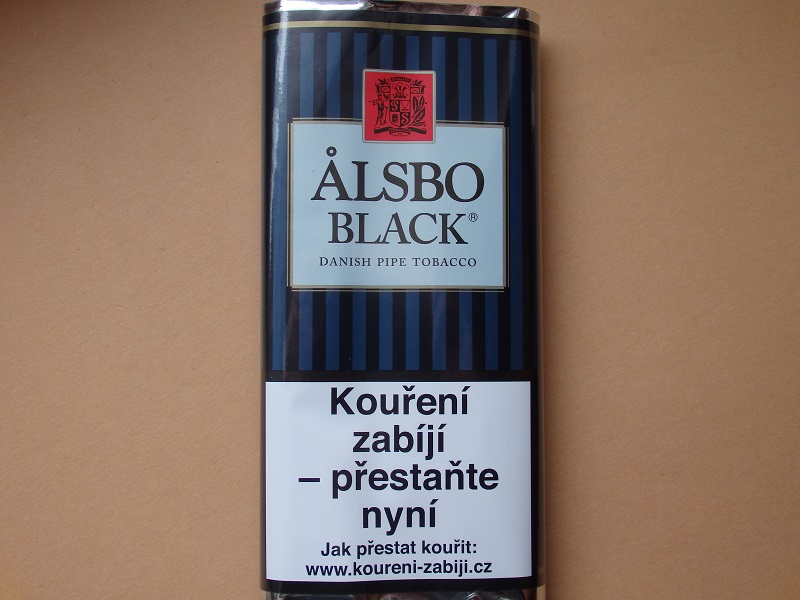 ÅLSBO
BLACK®
DANISH PIPE TOBACCO
Kouření
zabíjí
– přestaňte
nyní
Jak přestat kouřit:
www.koureni-zabiji.cz